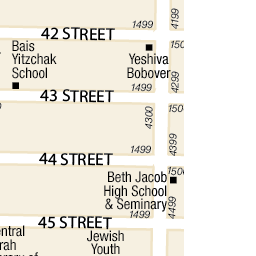 1499
4199
42 STREET
150
Bais
Yitzchak
School
Yeshiva
Bobover
4299
1499
43 STREET
4300
150
4399
1499
44 STREET
Beth Jacob
High School
& Seminary
150
4499
1499
45 STREET
Jewish
Youth
ntral
rah
ary of